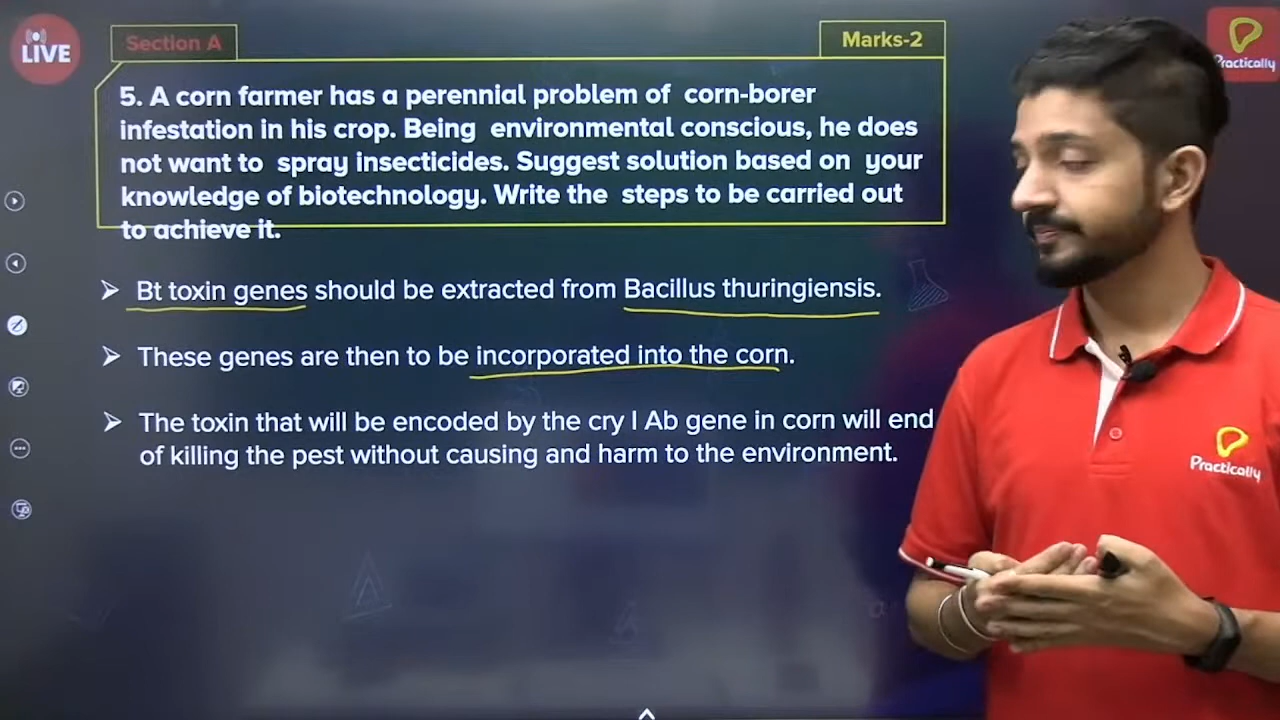 LIVE
Section A
Marks-2
Practically
5. A corn farmer has a perennial problem of corn-borer
infestation in his crop. Being environmental conscious, he does
not want to spray insecticides. Suggest solution based on your
knowledge of biotechnology. Write the steps to be carried out
to achieve it.
➤ Bt toxin genes should be extracted from Bacillus thuringiensis.
➤ These genes are then to be incorporated into the corn.
➤ The toxin that will be encoded by the cry I Ab gene in corn will end
of killing the pest without causing and harm to the environment.
Practically